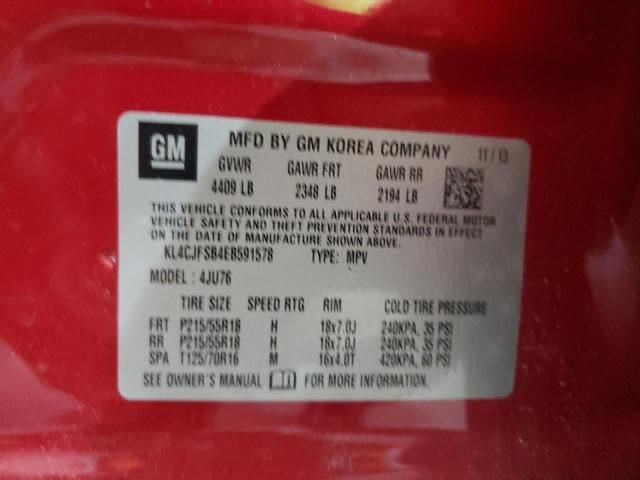 GM MFD BY GM KOREA COMPANY 11/13
GVWR GAWR FRT GAWR RR
4409 LB 2348 LB 2194 LB
THIS VEHICLE CONFORMS TO ALL APPLICABLE U.S. FEDERAL MOTOR
VEHICLE SAFETY AND THEFT PREVENTION STANDARDS IN EFFECT ON
THE DATE OF MANUFACTURE SHOWN ABOVE.
KL4CJFSB4EB591578 TYPE: MPV
MODEL : 4JU76
TIRE SIZE SPEED RTG RIM COLD TIRE PRESSURE
FRT P215/55R18 H 18x7.0J 240KPA, 35 PSI
RR P215/55R18 H 18x7.0J 240KPA, 35 PSI
SPA T125/70R16 M 16x4.0T 420KPA, 60 PSI
SEE OWNER'S MANUAL FOR MORE INFORMATION.